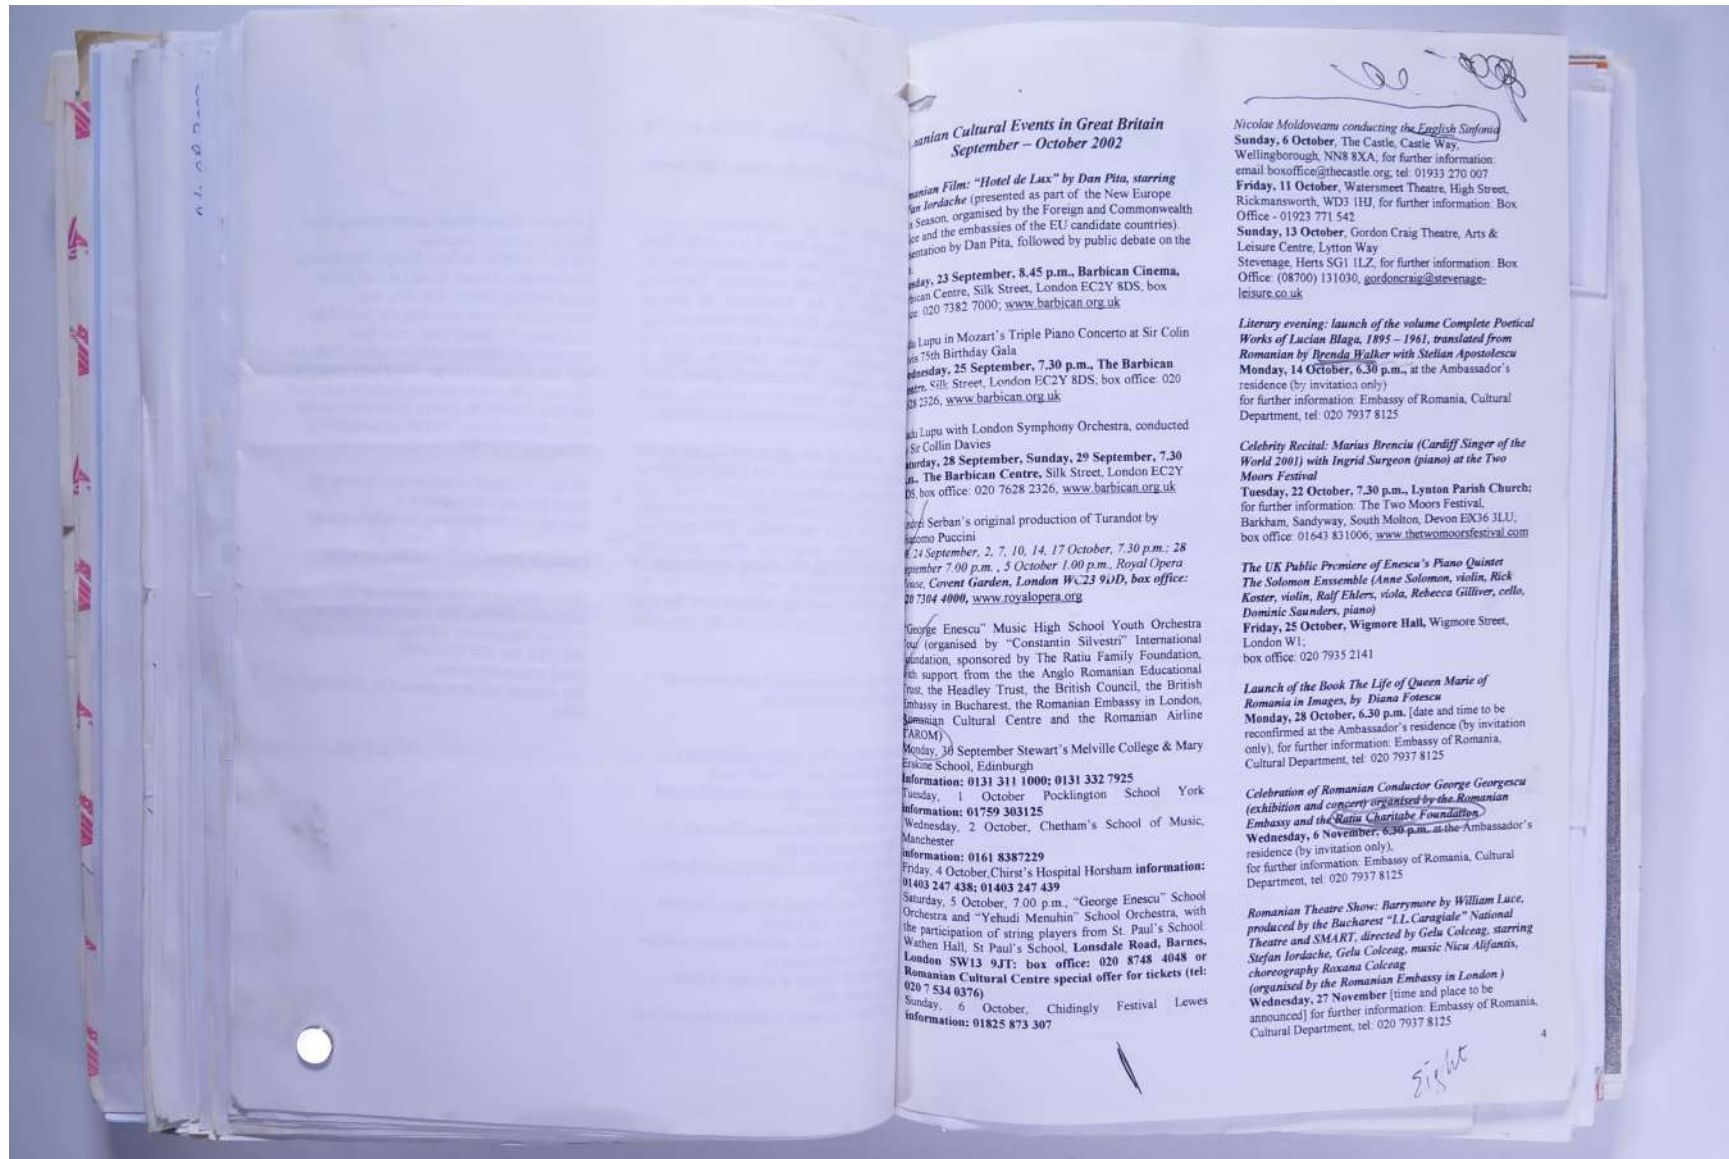 anian Cultural Events in Great Britain
September – October 2002
anian Film: "Hotel de Lux" by Dan Pita, starring
fan Iordache (presented as part of the New Europe
Season, organised by the Foreign and Commonwealth
ice and the embassies of the EU candidate countries).
sentation by Dan Pita, followed by public debate on the
day, 23 September, 8.45 p.m., Barbican Cinema,
bican Centre, Silk Street, London EC2Y 8DS; box
020 7382 7000; www.barbican.org.uk
Lupu in Mozart's Triple Piano Concerto at Sir Colin
75th Birthday Gala
dnesday, 25 September, 7.30 p.m., The Barbican
Silk Street, London EC2Y 8DS; box office: 020
2326, www.barbican.org.uk
Lupu with London Symphony Orchestra, conducted
Sir Collin Davies
turday, 28 September, Sunday, 29 September, 7.30
The Barbican Centre, Silk Street, London EC2Y
box office: 020 7628 2326, www.barbican.org.uk
Serban's original production of Turandot by
Puccini
24 September, 2, 7, 10, 14, 17 October, 7.30 p.m.; 28
7.00 p.m. , 5 October 1.00 p.m., Royal Opera
Covent Garden, London WC23 9DD, box office:
7304 4000, www.royalopera.org
"George Enescu" Music High School Youth Orchestra
(organised by "Constantin Silvestri" International
undation, sponsored by The Ratiu Family Foundation,
support from the the Anglo Romanian Educational
Trust, the Headley Trust, the British Council, the British
Embassy in Bucharest, the Romanian Embassy in London,
Romanian Cultural Centre and the Romanian Airline
TAROM)
Monday, 30 September Stewart's Melville College & Mary
Erskine School, Edinburgh
Information: 0131 311 1000; 0131 332 7925
Tuesday, 1 October Pocklington School York
information: 01759 303125
Wednesday, 2 October, Chetham's School of Music,
Manchester
information: 0161 8387229
Friday, 4 October,Chirst's Hospital Horsham information:
01403 247 438; 01403 247 439
Saturday, 5 October, 7.00 p.m., "George Enescu" School
Orchestra and "Yehudi Menuhin" School Orchestra, with
the participation of string players from St. Paul's School.
Wathen Hall, St Paul's School, Lonsdale Road, Barnes,
London SW13 9JT: box office: 020 8748 4048 or
Romanian Cultural Centre special offer for tickets (tel:
020 7 534 0376)
Sunday, 6 October, Chidingly Festival Lewes
information: 01825 873 307
Nicolae Moldoveanu conducting the English Sinfonia
Sunday, 6 October, The Castle, Castle Way,
Wellingborough, NN8 8XA; for further information:
email:boxoffice@thecastle.org; tel: 01933 270 007
Friday, 11 October, Watersmeet Theatre, High Street,
Rickmansworth, WD3 1HJ, for further information: Box
Office - 01923 771 542
Sunday, 13 October, Gordon Craig Theatre, Arts &
Leisure Centre, Lytton Way
Stevenage, Herts SG1 1LZ, for further information: Box
Office: (08700) 131030, gordoncraig@stevenage-
leisure.co.uk
Literary evening: launch of the volume Complete Poetical
Works of Lucian Blaga, 1895 – 1961, translated from
Romanian by Brenda Walker with Stelian Apostolescu
Monday, 14 October, 6.30 p.m., at the Ambassador's
residence (by invitation only)
for further information: Embassy of Romania, Cultural
Department, tel: 020 7937 8125
Celebrity Recital: Marius Brenciu (Cardiff Singer of the
World 2001) with Ingrid Surgeon (piano) at the Two
Moors Festival
Tuesday, 22 October, 7.30 p.m., Lynton Parish Church;
for further information: The Two Moors Festival,
Barkham, Sandyway, South Molton, Devon EX36 3LU;
box office: 01643 831006; www.thetwomoorsfestival.com
The UK Public Premiere of Enescu's Piano Quintet
The Solomon Enssemble (Anne Solomon, violin, Rick
Koster, violin, Ralf Ehlers, viola, Rebecca Gilliver, cello,
Dominic Saunders, piano)
Friday, 25 October, Wigmore Hall, Wigmore Street,
London W1;
box office: 020 7935 2141
Launch of the Book The Life of Queen Marie of
Romania in Images, by Diana Fotescu
Monday, 28 October, 6.30 p.m. [date and time to be
reconfirmed at the Ambassador's residence (by invitation
only), for further information: Embassy of Romania,
Cultural Department, tel: 020 7937 8125
Celebration of Romanian Conductor George Georgescu
(exhibition and concert) organised by the Romanian
Embassy and the Ratiu Charitabe Foundation
Wednesday, 6 November, 6.30 p.m. at the Ambassador's
residence (by invitation only),
for further information: Embassy of Romania, Cultural
Department, tel: 020 7937 8125
Romanian Theatre Show: Barrymore by William Luce,
produced by the Bucharest "I.L.Caragiale" National
Theatre and SMART, directed by Gelu Colceag, starring
Stefan Iordache, Gelu Colceag, music Nicu Alifantis,
choreography Roxana Colceag
(organised by the Romanian Embassy in London )
Wednesday, 27 November [time and place to be
announced] for further information: Embassy of Romania,
Cultural Department, tel: 020 7937 8125
4
Eight